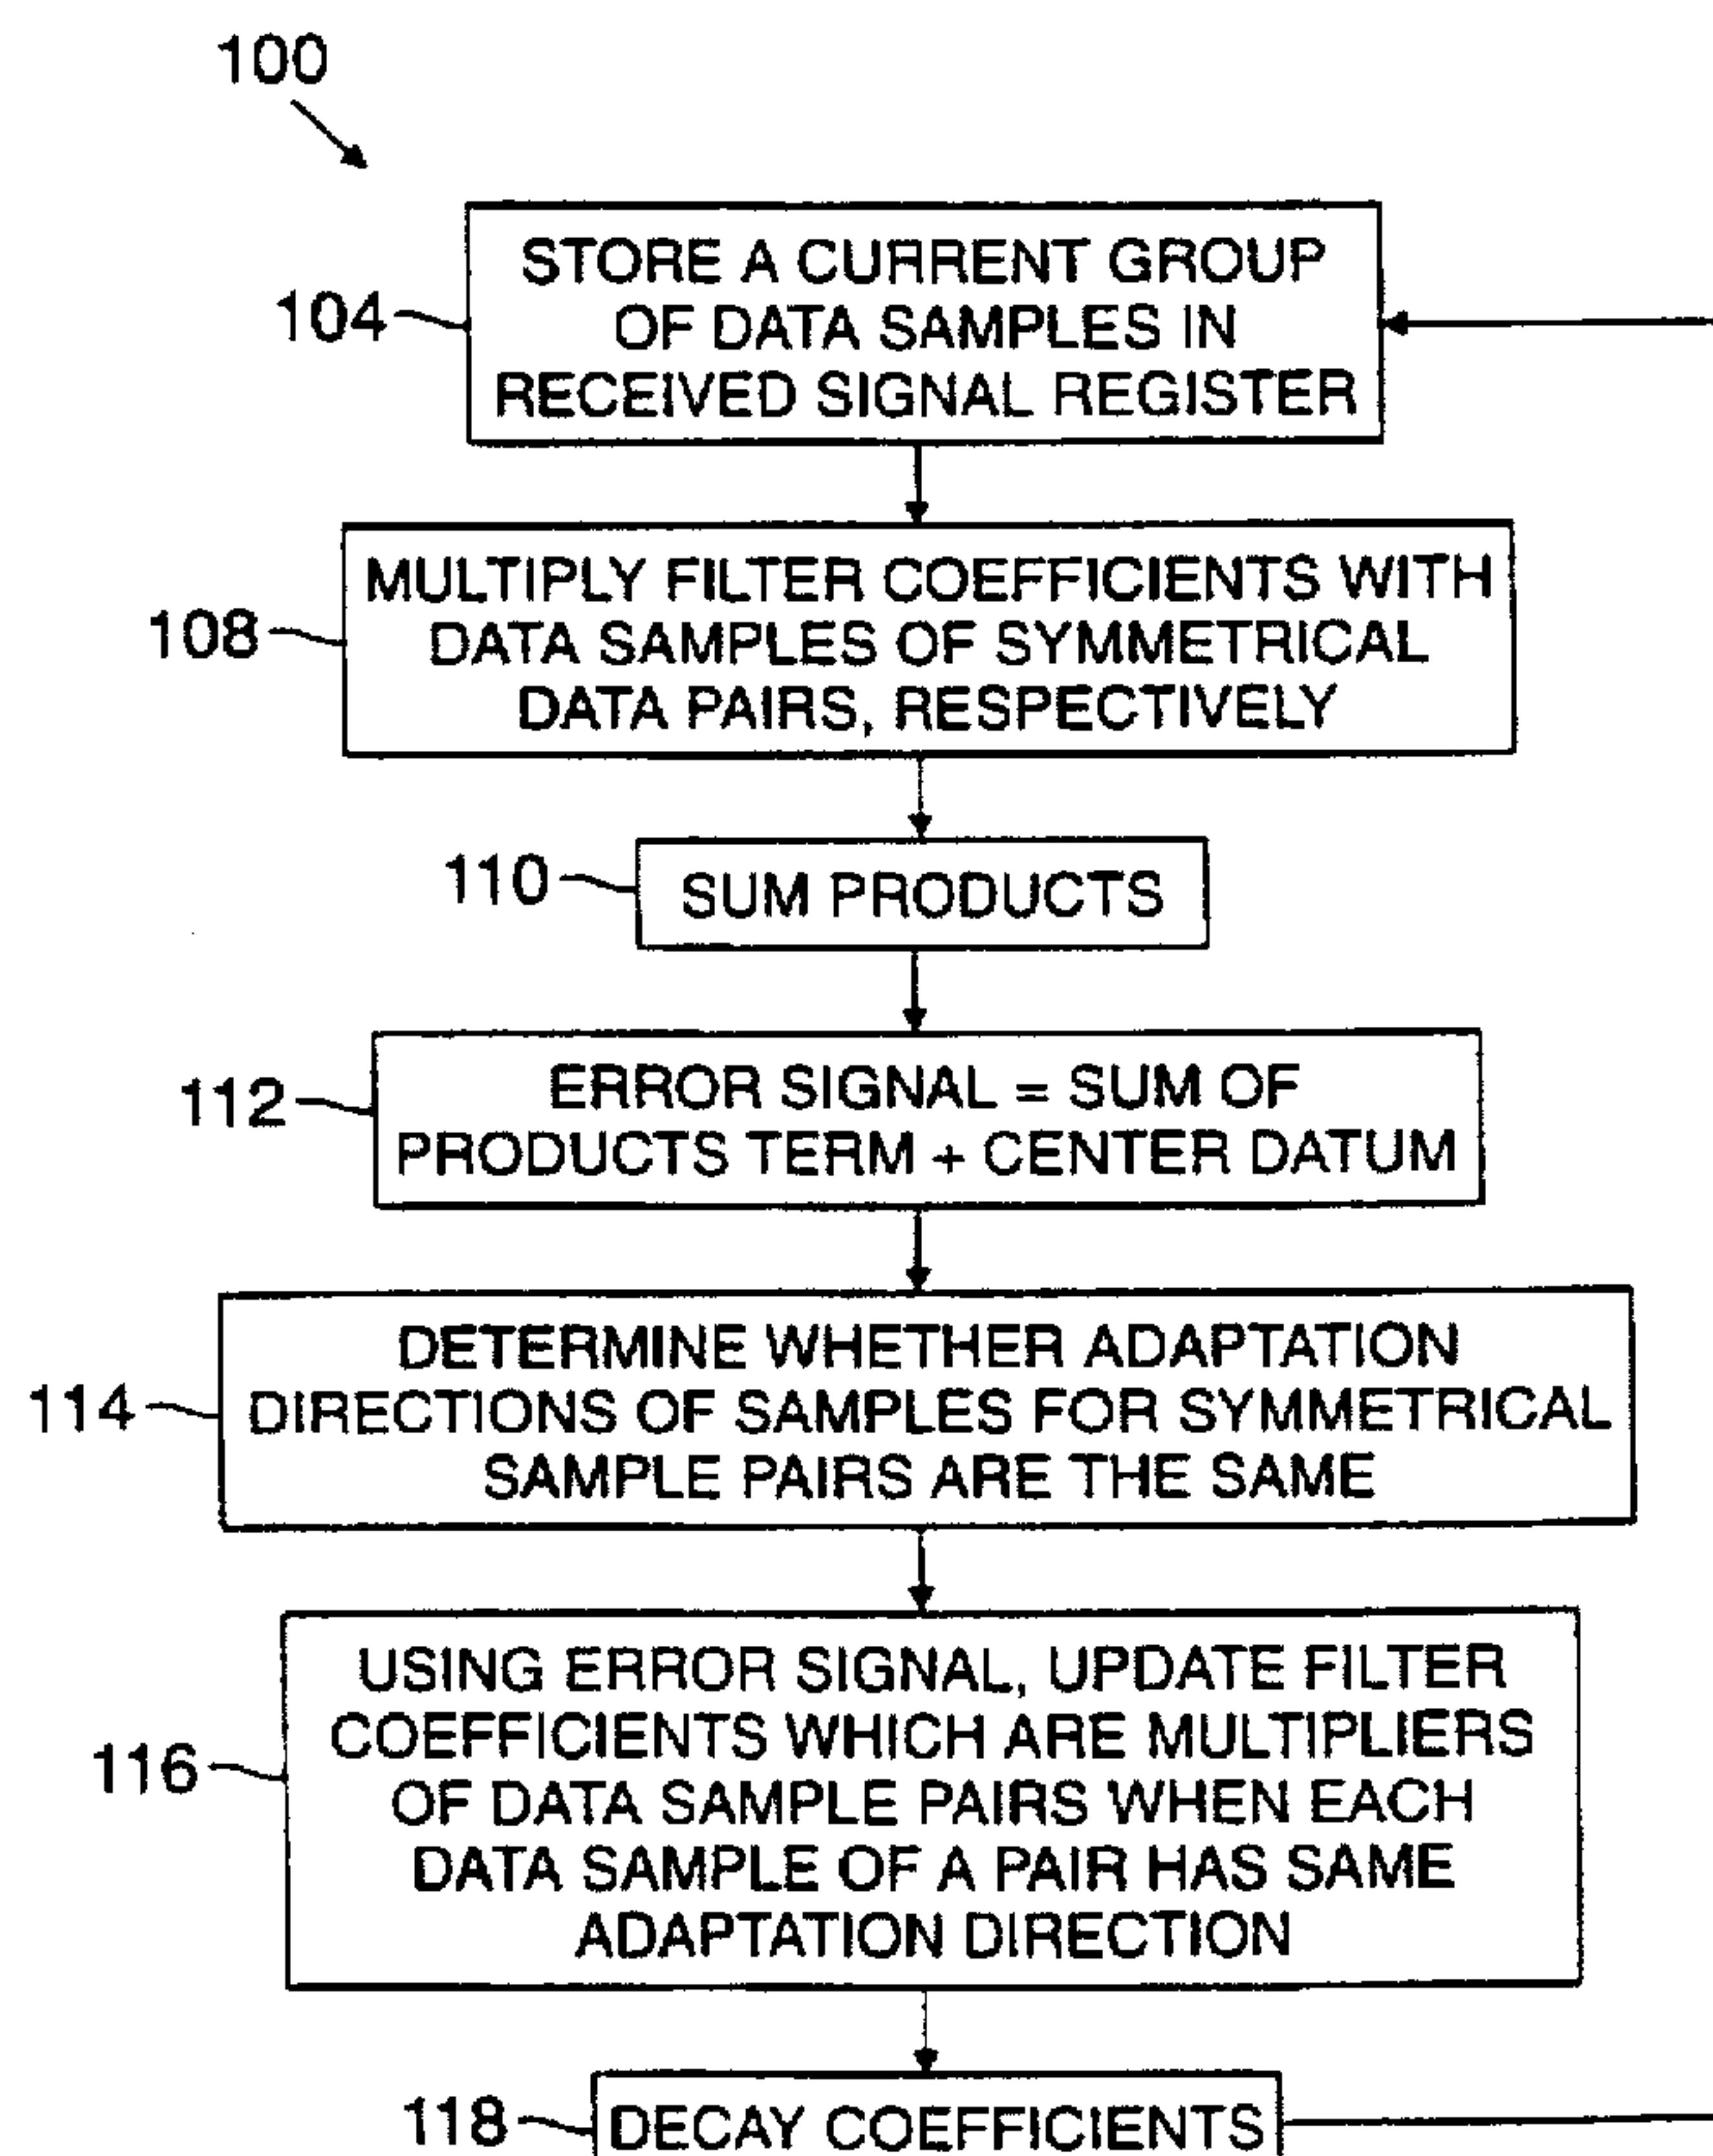 100
104
STORE A CURRENT GROUP
OF DATA SAMPLES IN
RECEIVED SIGNAL REGISTER
108
MULTIPLY FILTER COEFFICIENTS WITH
DATA SAMPLES OF SYMMETRICAL
DATA PAIRS, RESPECTIVELY
110
SUM PRODUCTS
112
ERROR SIGNAL = SUM OF
PRODUCTS TERM + CENTER DATUM
114
DETERMINE WHETHER ADAPTATION
DIRECTIONS OF SAMPLES FOR SYMMETRICAL
SAMPLE PAIRS ARE THE SAME
116
USING ERROR SIGNAL, UPDATE FILTER
COEFFICIENTS WHICH ARE MULTIPLIERS
OF DATA SAMPLE PAIRS WHEN EACH
DATA SAMPLE OF A PAIR HAS SAME
ADAPTATION DIRECTION
118
DECAY COEFFICIENTS